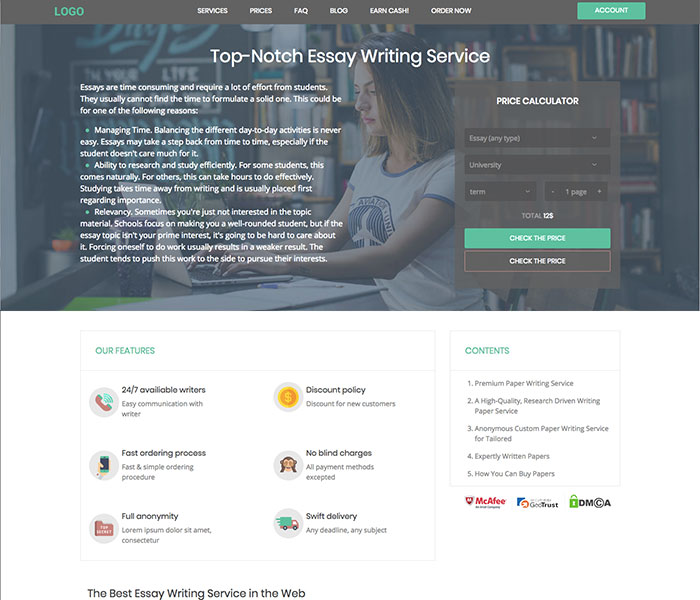 LOGO SERVICES PRICES FAQ BLOG EARN CASH! ORDER NOW ACCOUNT
Top-Notch Essay Writing Service
Essays are time consuming and require a lot of effort from students.
They usually cannot find the time to formulate a solid one. This could be
for one of the following reasons:
Managing Time. Balancing the different day-to-day activities is never
easy. Essays may take a step back from time to time, especially if the
student doesn't care much for it.
Ability to research and study efficiently. For some students, this
comes naturally. For others, this can take hours to do effectively.
Studying takes time away from writing and is usually placed first
regarding importance.
Relevancy. Sometimes you're just not interested in the topic
material. Schools focus on making you a well-rounded student, but if the
essay topic isn't your prime interest, it's going to be hard to care about
it. Forcing oneself to do work usually results in a weaker result. The
student tends to push this work to the side to pursue their interests.
PRICE CALCULATOR
Essay (any type)
University
term - 1 page +
TOTAL 12$
CHECK THE PRICE
CHECK THE PRICE
OUR FEATURES
24/7 availiable writers
Easy communication with
writer
Discount policy
Discount for new customers
Fast ordering process
Fast & simple ordering
procedure
No blind charges
All payment methods
excepted
TOP
SECRET
Full anonymity
Lorem ipsum dolor sit amet,
consectetur
Swift delivery
Any deadline, any subject
CONTENTS
1. Premium Paper Writing Service
2. A High-Quality, Research Driven Writing
Paper Service
3. Anonymous Custom Paper Writing Service
for Tailored
4. Expertly Written Papers
5. How You Can Buy Papers
McAfee
GeoTrust
DMCA
The Best Essay Writing Service in the Web